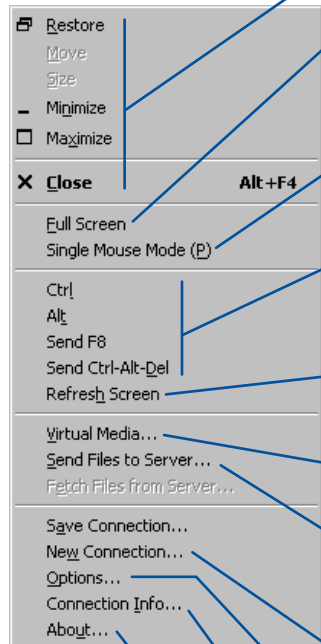 Restore
Move
Size
Minimize
Maximize
Close Alt+F4
Full Screen
Single Mouse Mode (P)
Ctrl
Alt
Send F8
Send Ctrl-Alt-Del
Refresh Screen
Virtual Media...
Send Files to Server...
Fetch Files from Server...
Save Connection...
New Connection...
Options...
Connection Info...
About...